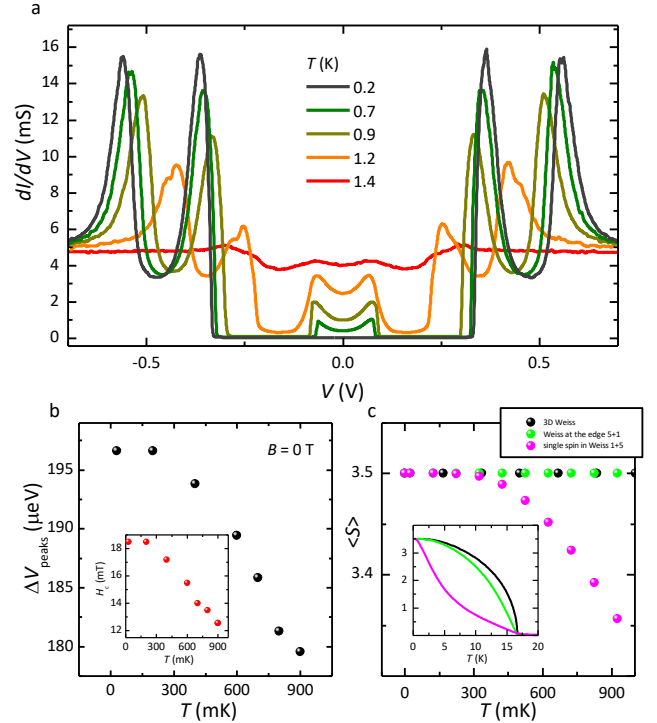 a
16
14
12
10
8
6
4
2
0
dI/dV (mS)
T (K)
0.2
0.7
0.9
1.2
1.4
-0.5
0.0
0.5
V (V)
b
B = 0 T
195
190
185
180
ΔV peaks (μeV)
0
300
600
900
T (mK)
18
16
14
12
H c (mT)
0
300
600
900
T (mK)
c
3D Weiss
Weiss at the edge 5+1
single spin in Weiss 1+5
3.5
3.4
<S>
0
300
600
900
T (mK)
3
2
1
0
5
10
15
20
T (K)